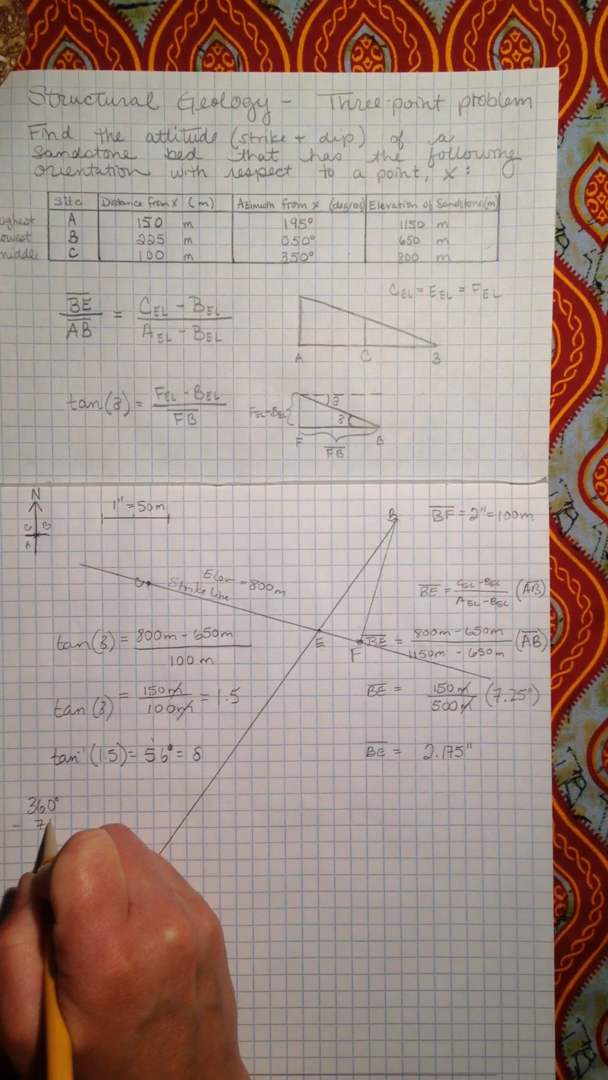 Structural Geology - Three-point problem
Find the attitude (strike + dip) of a
sandstone bed that has the following
orientation with respect to a point, x:
Site Distance from X (m) Azimuth from X (degrees) Elevation of Sandstone (m)
ghest A 150 m 195° 1150 m
owest B 225 m 050° 650 m
middle C 100 m 350° 800 m
C_EL = E_EL = F_EL
BE / AB = C_EL - B_EL / A_EL - B_EL
A C B
tan(δ) = F_EL - B_EL / FB
F_EL - B_EL
F B
FB
N
C B
A
1" = 50m
B
BF = 2" = 100m
C
Elev = 800m
Strike Line
BE = C_EL - B_EL / A_EL - B_EL (AB)
E
F
tan(δ) = 800m - 650m / 100m
BE = 800m - 650m / 1150m - 650m (AB)
tan(δ) = 150m / 100m = 1.5
BE = 150m / 500m (7.25")
tan⁻¹(1.5) = 56° = δ
BE = 2.175"
360°
- 7